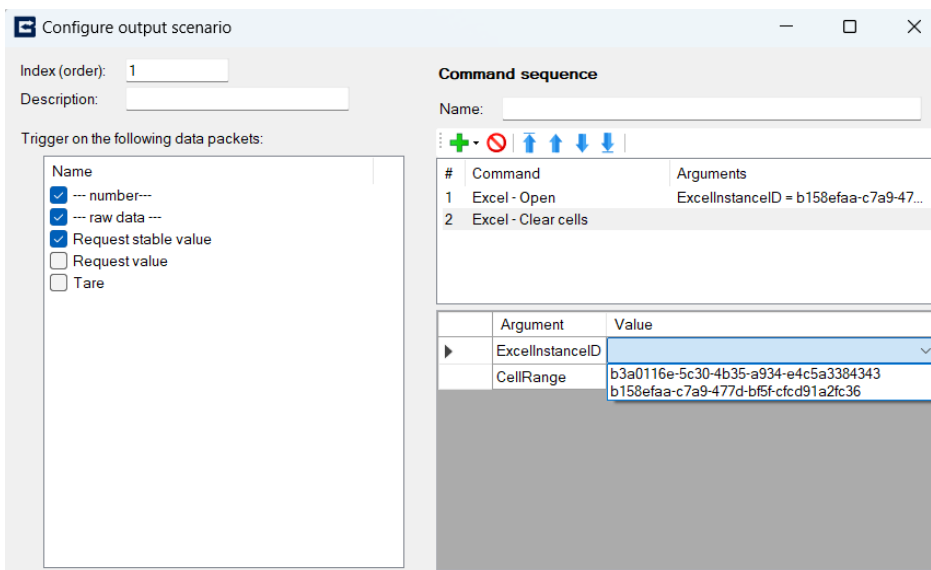 Configure output scenario
Index (order): 1
Description:
Trigger on the following data packets:
Name
--- number---
--- raw data ---
Request stable value
Request value
Tare
Command sequence
Name:
# Command Arguments
1 Excel - Open ExcelInstanceID = b158efaa-c7a9-47...
2 Excel - Clear cells
Argument Value
ExcelInstanceID
CellRange
b3a0116e-5c30-4b35-a934-e4c5a3384343
b158efaa-c7a9-477d-bf5f-cfcd91a2fc36